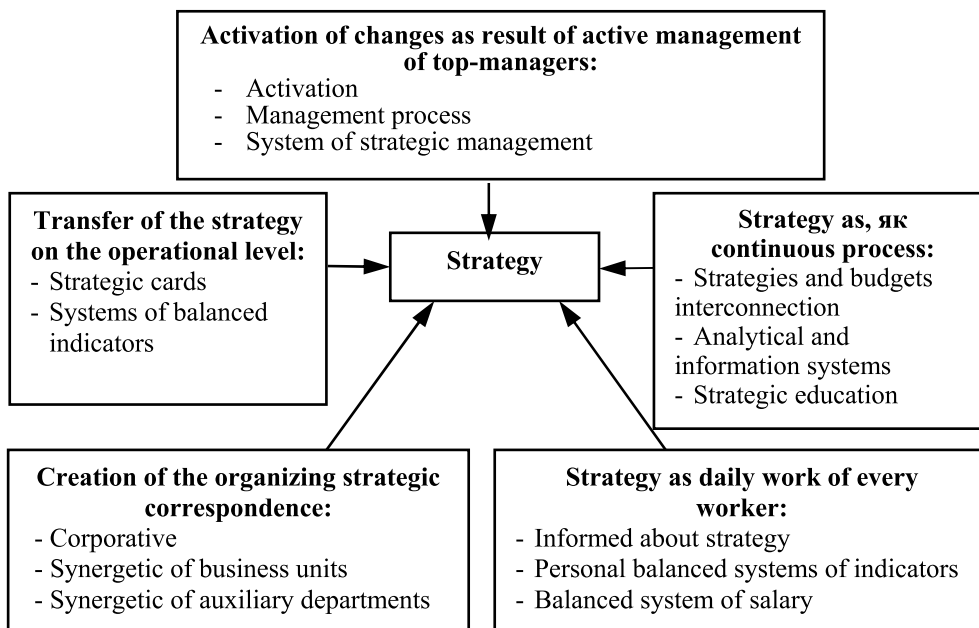 Activation of changes as result of active management
of top-managers:
- Activation
- Management process
- System of strategic management
Transfer of the strategy
on the operational level:
- Strategic cards
- Systems of balanced
indicators
Strategy
Strategy as, як
continuous process:
- Strategies and budgets
interconnection
- Analytical and
information systems
- Strategic education
Creation of the organizing strategic
correspondence:
- Corporative
- Synergetic of business units
- Synergetic of auxiliary departments
Strategy as daily work of every
worker:
- Informed about strategy
- Personal balanced systems of indicators
- Balanced system of salary